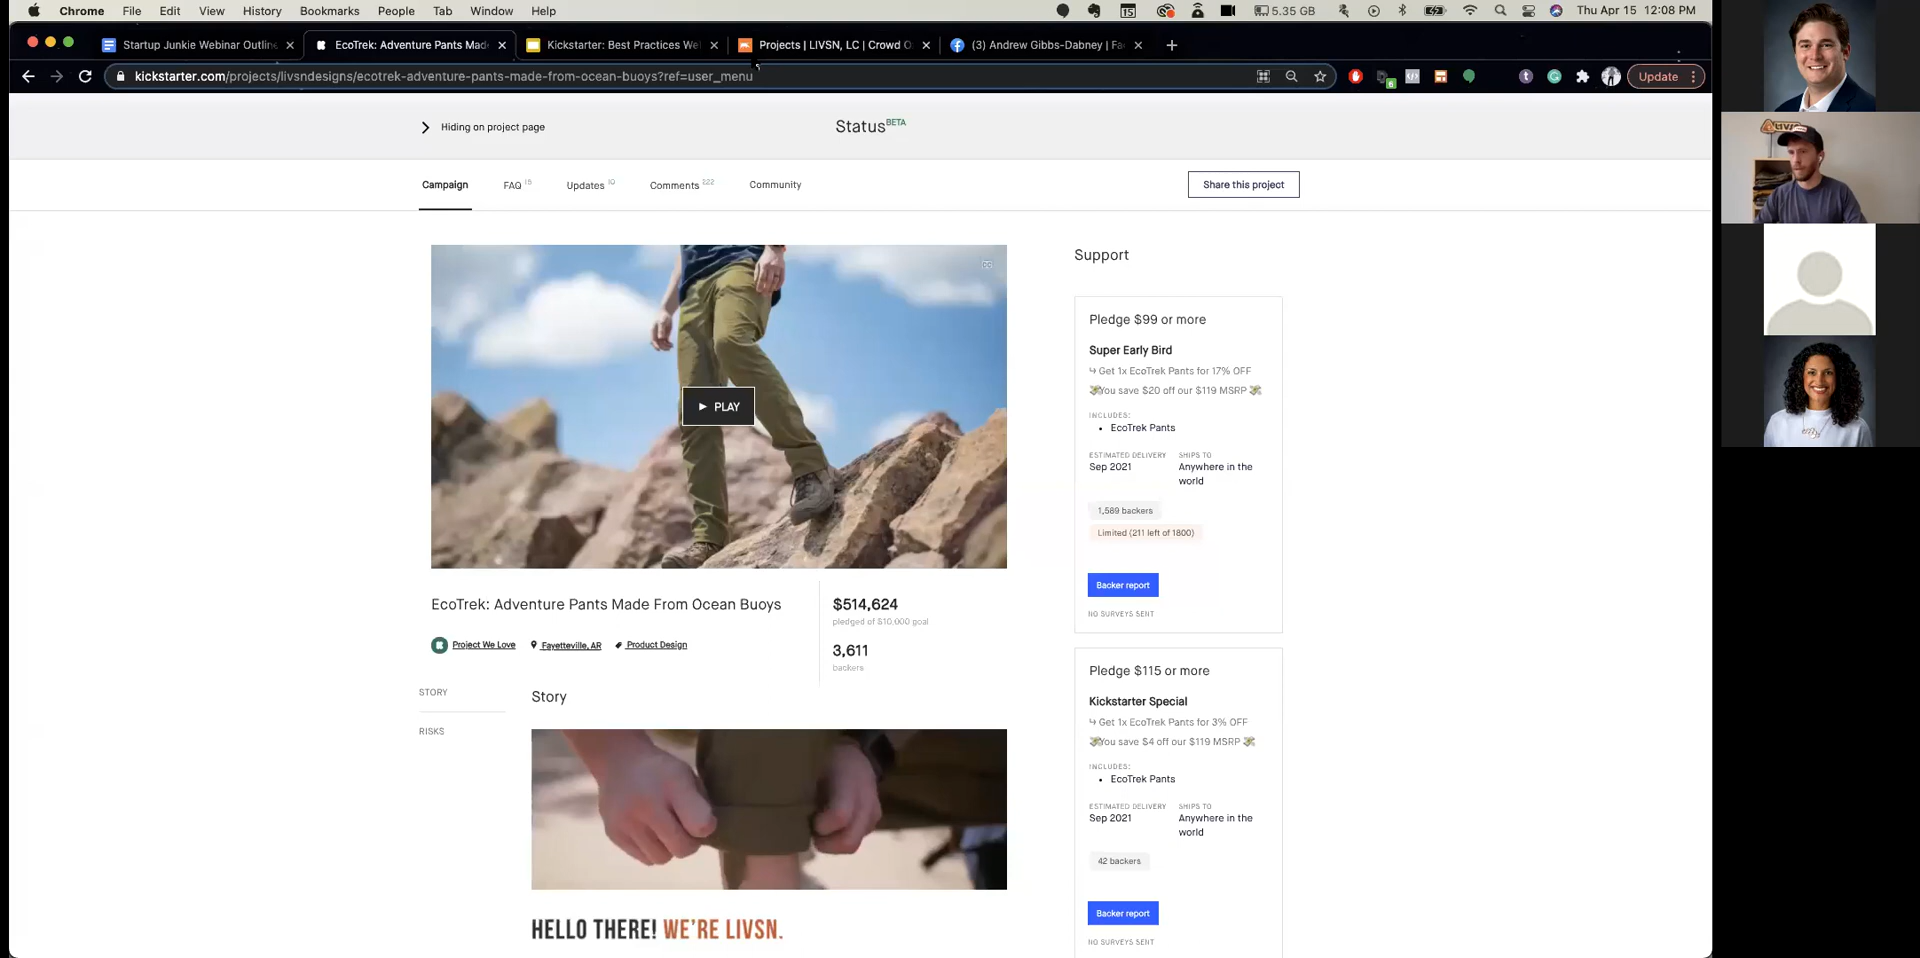 Chrome File Edit View History Bookmarks People Tab Window Help
5.35 GB
Thu Apr 15 12:08 PM
Startup Junkie Webinar Outline
EcoTrek: Adventure Pants Mad
Kickstarter: Best Practices We
Projects | LIVSN, LC | Crowd O
(3) Andrew Gibbs-Dabney | Fa
kickstarter.com/projects/livsndesigns/ecotrek-adventure-pants-made-from-ocean-buoys?ref=user_menu
Update
Hiding on project page
Status BETA
Campaign
FAQ 15
Updates 10
Comments 222
Community
Share this project
CC
PLAY
EcoTrek: Adventure Pants Made From Ocean Buoys
Project We Love
Fayetteville, AR
Product Design
$514,624
pledged of $10,000 goal
3,611
backers
STORY
RISKS
Story
HELLO THERE! WE'RE LIVSN.
Support
Pledge $99 or more
Super Early Bird
↳ Get 1x EcoTrek Pants for 17% OFF
💸You save $20 off our $119 MSRP 💸
INCLUDES:
• EcoTrek Pants
ESTIMATED DELIVERY SHIPS TO
Sep 2021 Anywhere in the
world
1,589 backers
Limited (211 left of 1800)
Backer report
NO SURVEYS SENT
Pledge $115 or more
Kickstarter Special
↳ Get 1x EcoTrek Pants for 3% OFF
💸You save $4 off our $119 MSRP 💸
INCLUDES:
• EcoTrek Pants
ESTIMATED DELIVERY SHIPS TO
Sep 2021 Anywhere in the
world
42 backers
Backer report
NO SURVEYS SENT